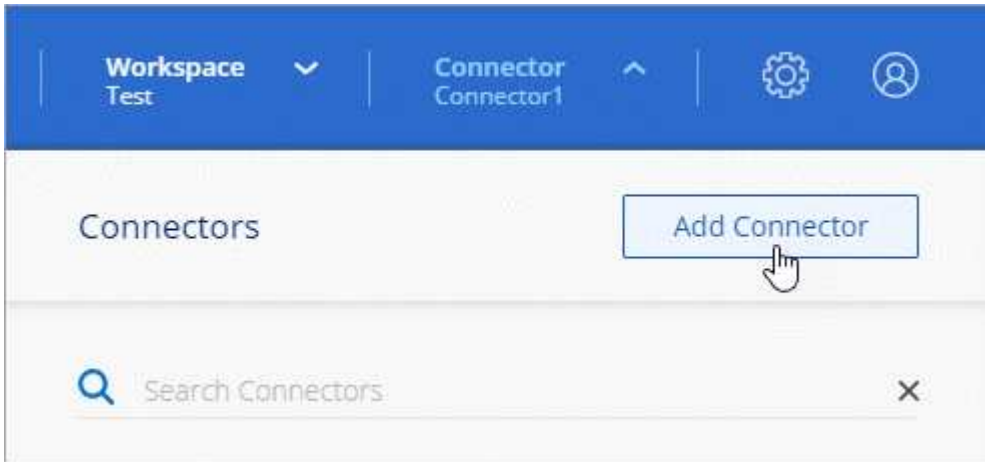 Workspace
Test
Connector
Connector1
Connectors
Add Connector
Search Connectors